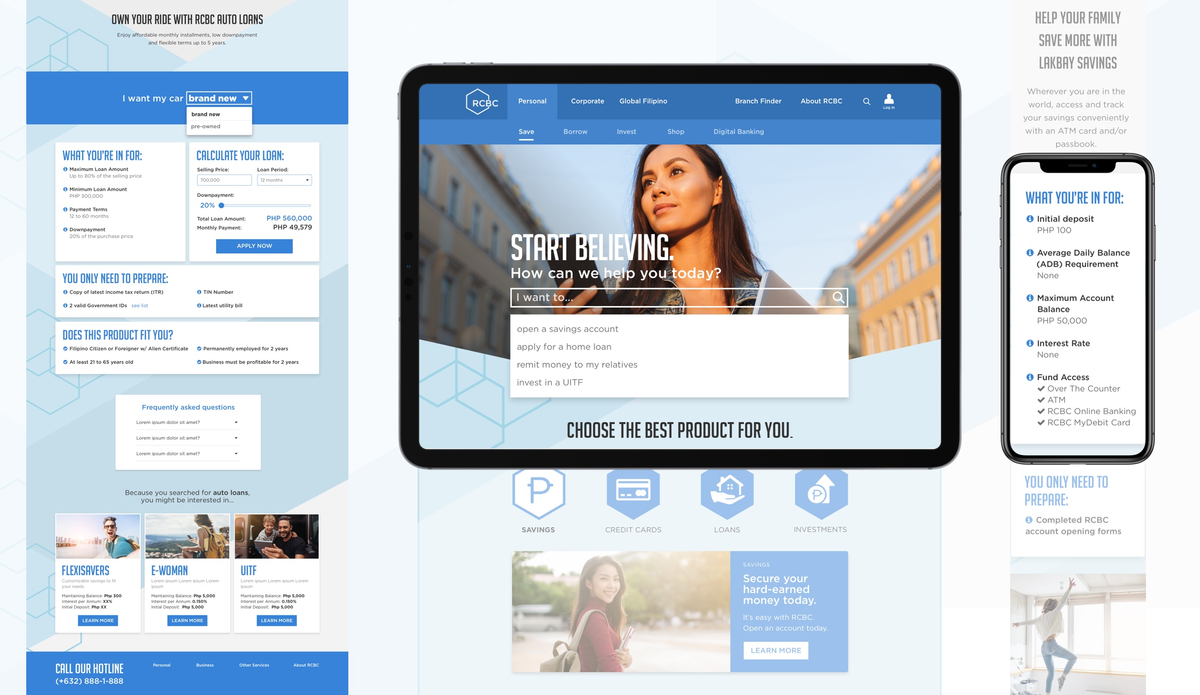 OWN YOUR RIDE WITH RCBC AUTO LOANS
Enjoy affordable monthly installments, low downpayment
and flexible terms up to 5 years.
I want my car brand new
brand new
pre-owned
WHAT YOU'RE IN FOR:
Maximum Loan Amount
Up to 80% of the selling price
Minimum Loan Amount
PHP 300,000
Payment Terms
12 to 60 months
Downpayment
20% of the purchase price
CALCULATE YOUR LOAN:
Selling Price: Loan Period:
700,000 12 months
Downpayment:
20%
Total Loan Amount: PHP 560,000
Monthly Payment: PHP 49,579
APPLY NOW
YOU ONLY NEED TO PREPARE:
Copy of latest income tax return (ITR) TIN Number
2 valid Government IDs see list Latest utility bill
DOES THIS PRODUCT FIT YOU?
Filipino Citizen or Foreigner w/ Alien Certificate Permanently employed for 2 years
At least 21 to 65 years old Business must be profitable for 2 years
Frequently asked questions
Lorem ipsum dolor sit amet?
Lorem ipsum dolor sit amet?
Lorem ipsum dolor sit amet?
Because you searched for auto loans,
you might be interested in...
FLEXISAVERS
Customizable savings to fit
your needs
Maintaining Balance: Php 300
Interest per Annum: XX%
Initial Deposit: Php XX
LEARN MORE
E-WOMAN
Lorem ipsum Lorem ipsum Lorem
ipsum
Maintaining Balance: Php 5,000
Interest per Annum: 0.150%
Initial Deposit: Php 5,000
LEARN MORE
UITF
Lorem ipsum Lorem ipsum Lorem
ipsum
Maintaining Balance: Php 5,000
Interest per Annum: 0.150%
Initial Deposit: Php 5,000
LEARN MORE
CALL OUR HOTLINE
(+632) 888-1-888
Personal Business Other Services About RCBC
RCBC Personal Corporate Global Filipino Branch Finder About RCBC
Log in
Save Borrow Invest Shop Digital Banking
START BELIEVING.
How can we help you today?
I want to...
open a savings account
apply for a home loan
remit money to my relatives
invest in a UITF
CHOOSE THE BEST PRODUCT FOR YOU.
SAVINGS CREDIT CARDS LOANS INVESTMENTS
SAVINGS
Secure your
hard-earned
money today.
It's easy with RCBC.
Open an account today.
LEARN MORE
HELP YOUR FAMILY
SAVE MORE WITH
LAKBAY SAVINGS
Wherever you are in the
world, access and track
your savings conveniently
with an ATM card and/or
passbook.
WHAT YOU'RE IN FOR:
Initial deposit
PHP 100
Average Daily Balance
(ADB) Requirement
None
Maximum Account
Balance
PHP 50,000
Interest Rate
None
Fund Access
Over The Counter
ATM
RCBC Online Banking
RCBC MyDebit Card
YOU ONLY NEED TO
PREPARE:
Completed RCBC
account opening forms